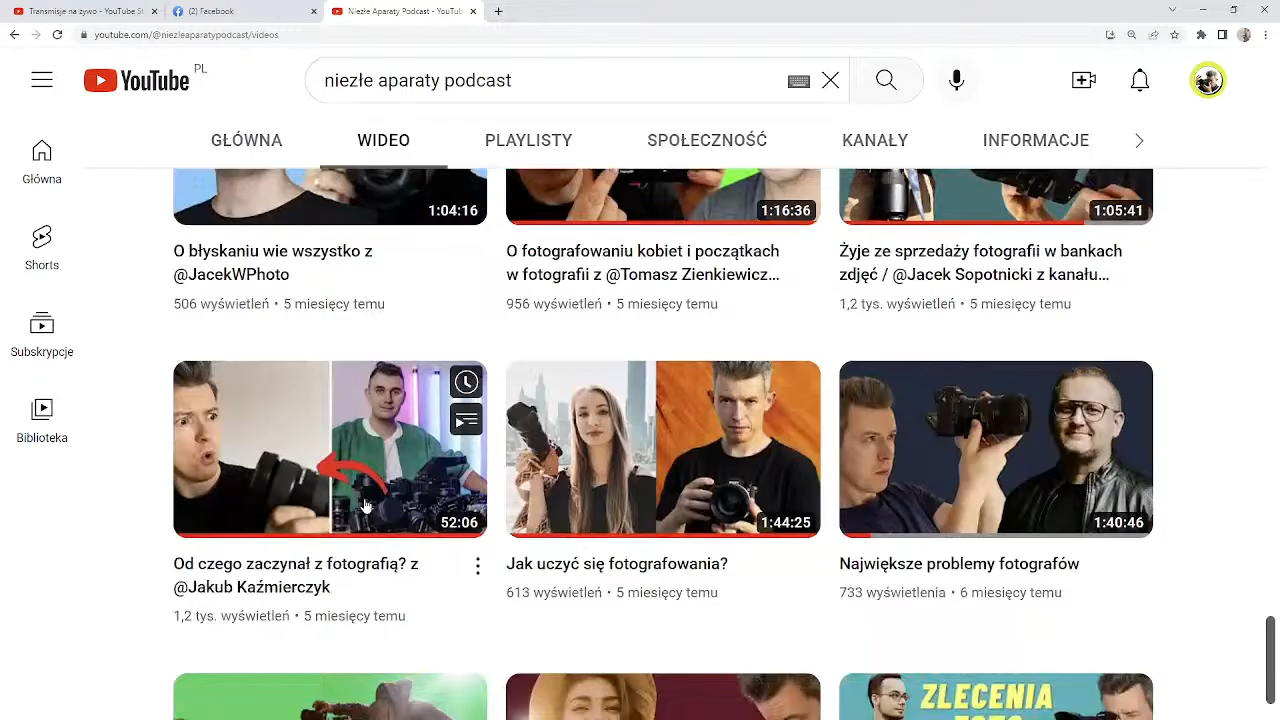 Transmisje na żywo - YouTube St
(2) Facebook
Niezłe Aparaty Podcast - YouTub
youtube.com/@niezleaparatypodcast/videos
YouTube PL
niezłe aparaty podcast
GŁÓWNA
WIDEO
PLAYLISTY
SPOŁECZNOŚĆ
KANAŁY
INFORMACJE
Główna
Shorts
Subskrypcje
Biblioteka
1:04:16
1:16:36
1:05:41
O błyskaniu wie wszystko z
@JacekWPhoto
506 wyświetleń • 5 miesięcy temu
O fotografowaniu kobiet i początkach
w fotografii z @Tomasz Zienkiewicz...
956 wyświetleń • 5 miesięcy temu
Żyje ze sprzedaży fotografii w bankach
zdjęć / @Jacek Sopotnicki z kanału...
1,2 tys. wyświetleń • 5 miesięcy temu
52:06
1:44:25
1:40:46
Od czego zaczynał z fotografią? z
@Jakub Kaźmierczyk
1,2 tys. wyświetleń • 5 miesięcy temu
Jak uczyć się fotografowania?
613 wyświetleń • 5 miesięcy temu
Największe problemy fotografów
733 wyświetlenia • 6 miesięcy temu
ZLECENIA